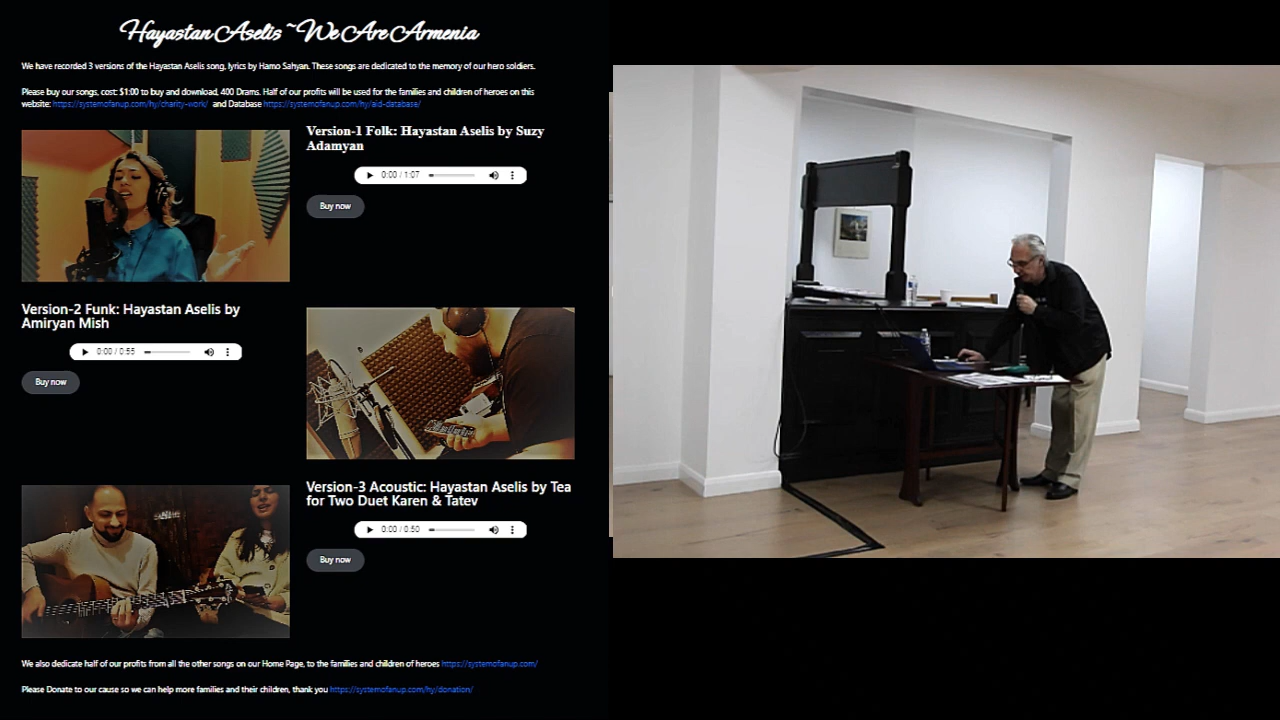 Hayastan Aselis ~ We Are Armenia
We have recorded 3 versions of the Hayastan Aselis song, lyrics by Hamo Sahyan. These songs are dedicated to the memory of our hero soldiers.
Please buy our songs, cost: $1:00 to buy and download, 400 Drams. Half of our profits will be used for the families and children of heroes on this
website: https://systemofanup.com/hy/charity-work/ and Database https://systemofanup.com/hy/aid-database/
Version-1 Folk: Hayastan Aselis by Suzy
Adamyan
0:00 / 1:07
Buy now
Version-2 Funk: Hayastan Aselis by
Amiryan Mish
0:00 / 0:55
Buy now
Version-3 Acoustic: Hayastan Aselis by Tea
for Two Duet Karen & Tatev
0:00 / 0:50
Buy now
We also dedicate half of our profits from all the other songs on our Home Page, to the families and children of heroes https://systemofanup.com/
Please Donate to our cause so we can help more families and their children, thank you https://systemofanup.com/hy/donation/